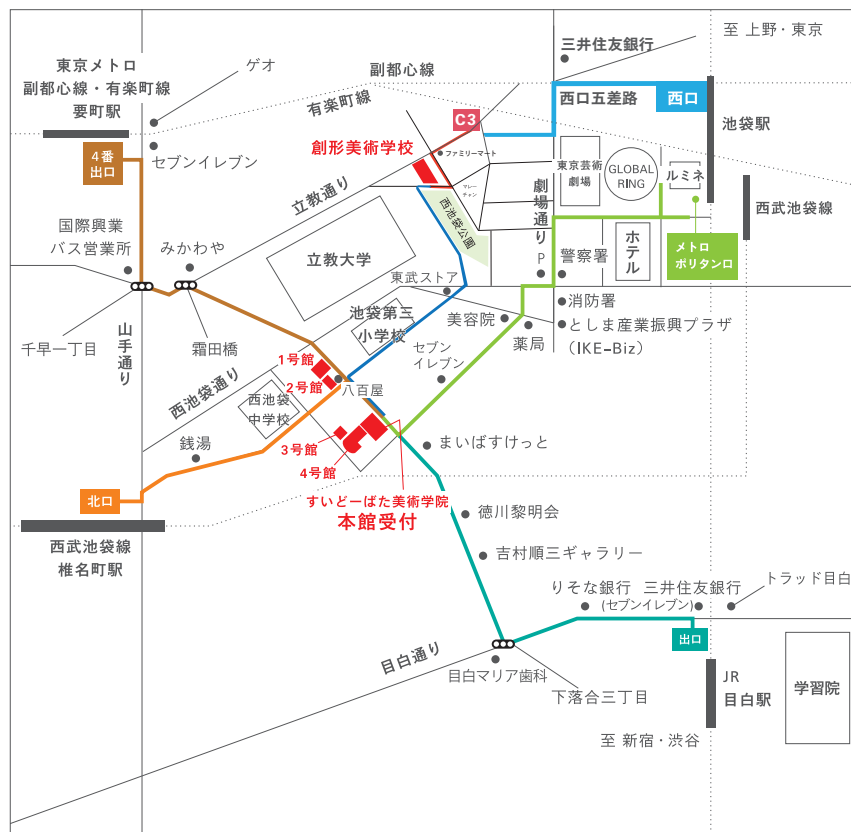 至 上野・東京
三井住友銀行
東京メトロ
副都心線・有楽町線
要町駅
ゲオ
副都心線
有楽町線
西口五差路
西口
池袋駅
C3
4番
出口
セブンイレブン
創形美術学校
ファミリーマート
マレー
チャン
東京芸術
劇場
GLOBAL
RING
ルミネ
立教通り
劇場通り
西池袋公園
西武池袋線
国際興業
バス営業所
みかわや
立教大学
東武ストア
P
警察署
ホテル
メトロ
ポリタン口
山手通り
千早一丁目
霜田橋
池袋第三
小学校
美容院
薬局
消防署
としま産業振興プラザ
(IKE–Biz)
セブン
イレブン
1号館
2号館
八百屋
西池袋通り
西池袋
中学校
銭湯
3号館
4号館
まいばすけっと
北口
すいどーばた美術学院
本館受付
徳川黎明会
西武池袋線
椎名町駅
吉村順三ギャラリー
りそな銀行
三井住友銀行
(セブンイレブン)
トラッド目白
出口
目白通り
目白マリア歯科
下落合三丁目
JR
目白駅
学習院
至 新宿・渋谷